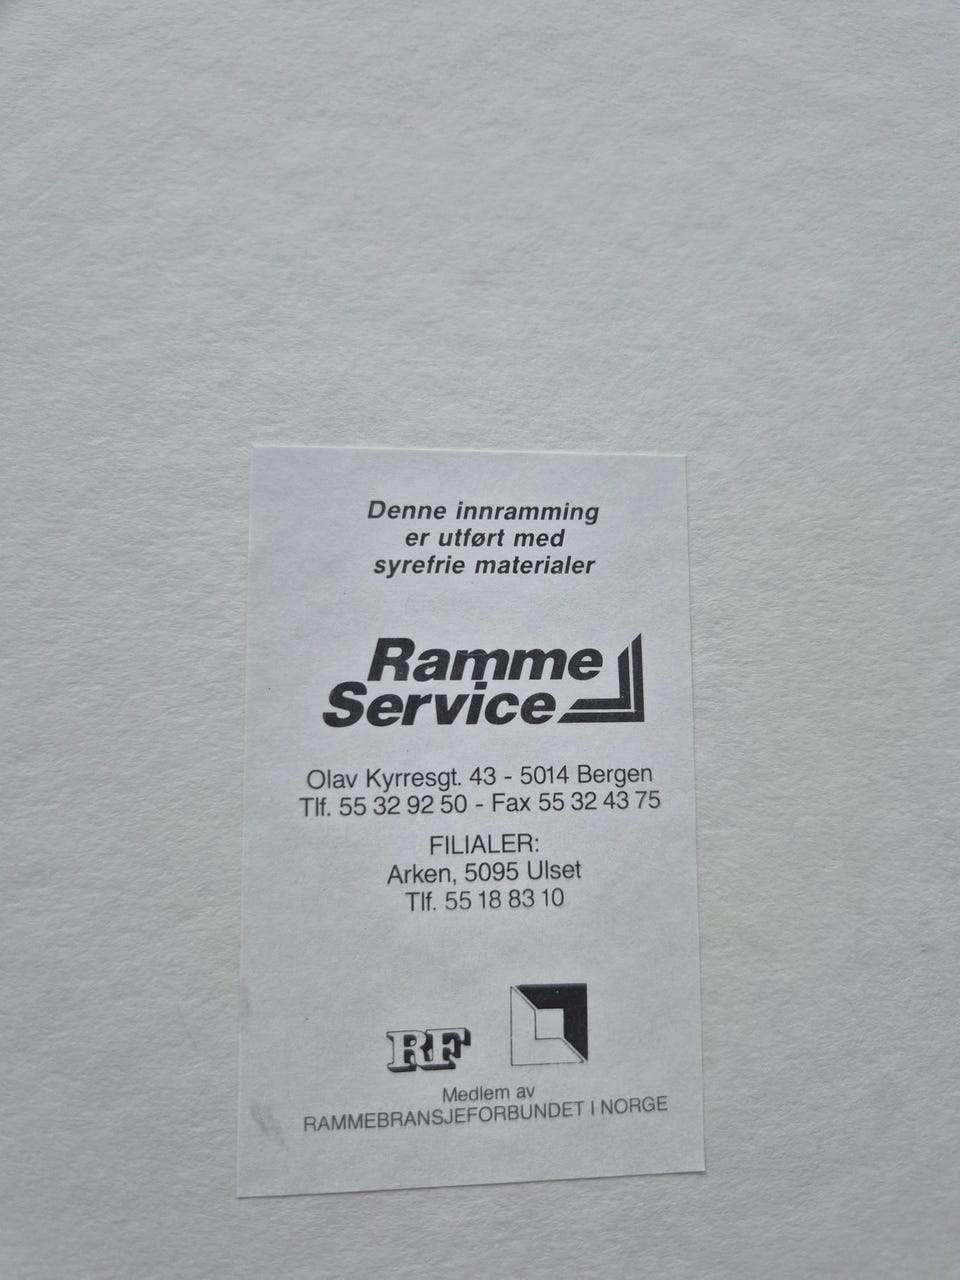 Denne innramming
er utført med
syrefrie materialer
Ramme
Service
Olav Kyrresgt. 43 - 5014 Bergen
Tlf. 55 32 92 50 - Fax 55 32 43 75
FILIALER:
Arken, 5095 Ulset
Tlf. 55 18 83 10
RF
Medlem av
RAMMEBRANSJEFORBUNDET I NORGE